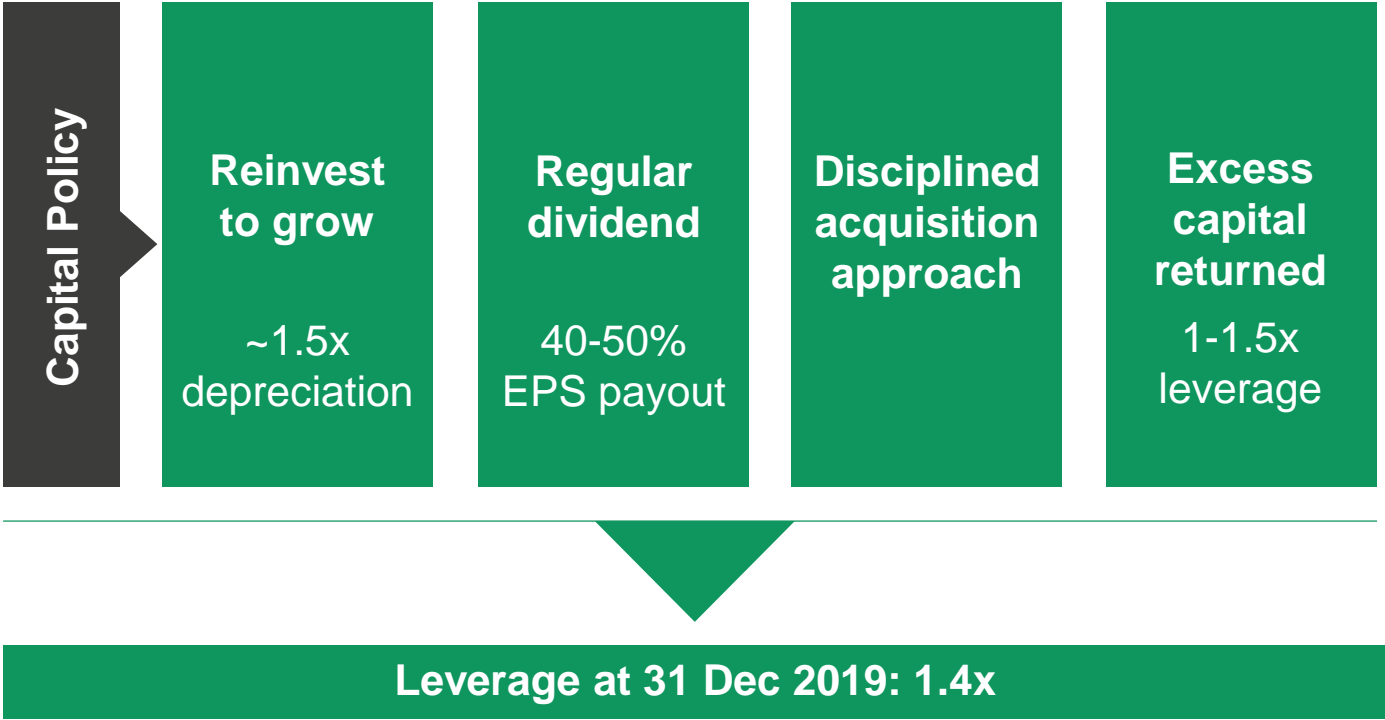 Capital Policy
Reinvest
to grow
~1.5x
depreciation
Regular
dividend
40-50%
EPS payout
Disciplined
acquisition
approach
Excess
capital
returned
1-1.5x
leverage
Leverage at 31 Dec 2019: 1.4x